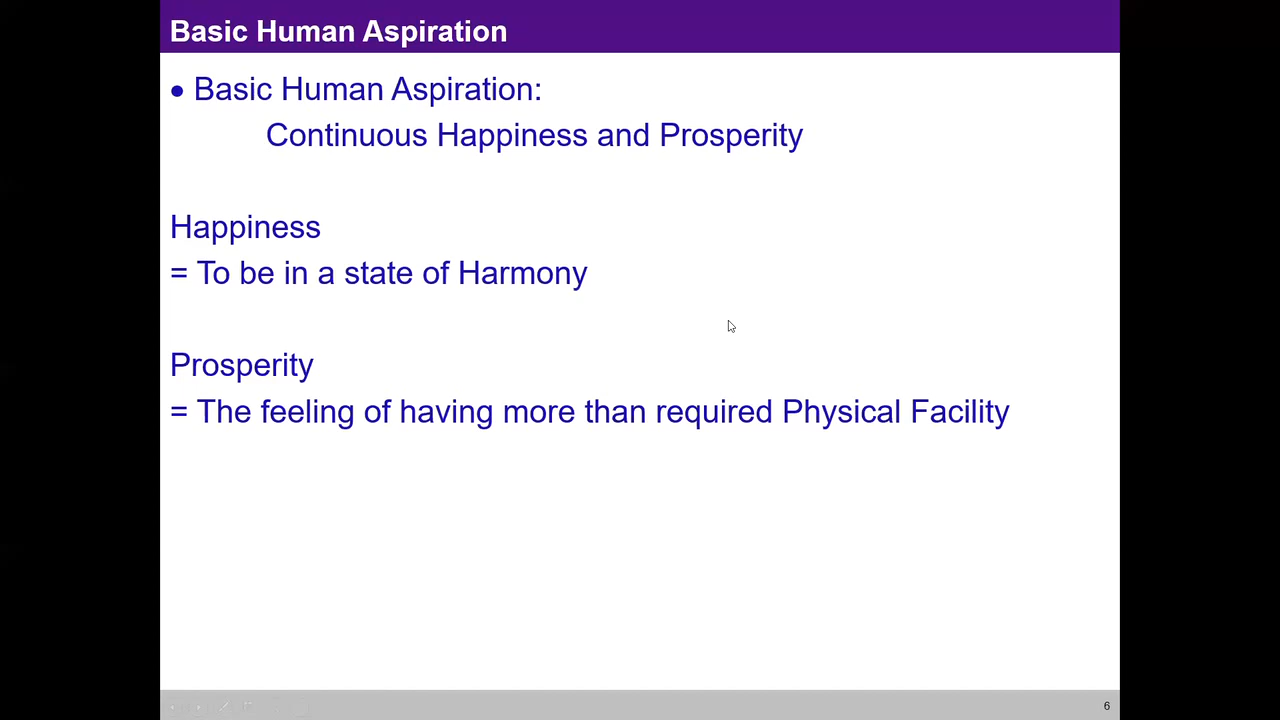 Basic Human Aspiration
• Basic Human Aspiration:
Continuous Happiness and Prosperity
Happiness
= To be in a state of Harmony
Prosperity
= The feeling of having more than required Physical Facility
6